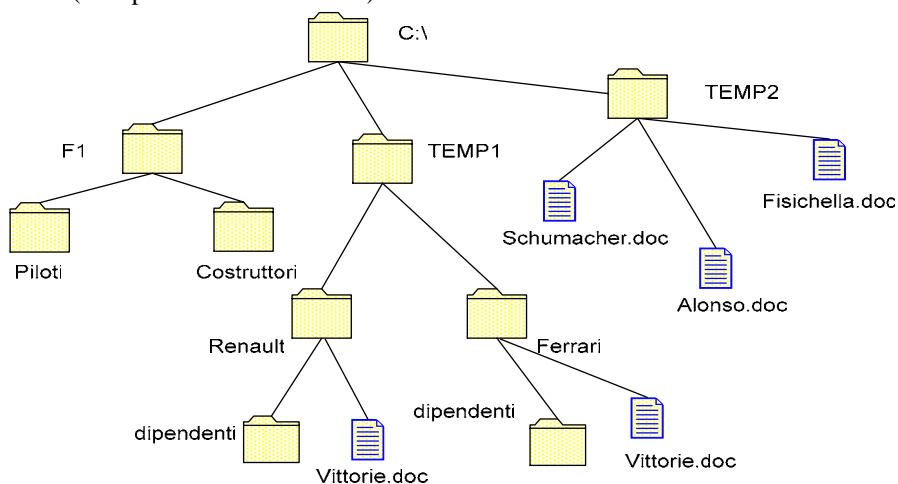 C:\
TEMP2
F1
TEMP1
Fisichella.doc
Schumacher.doc
Piloti
Costruttori
Alonso.doc
Renault
Ferrari
dipendenti
dipendenti
Vittorie.doc
Vittorie.doc